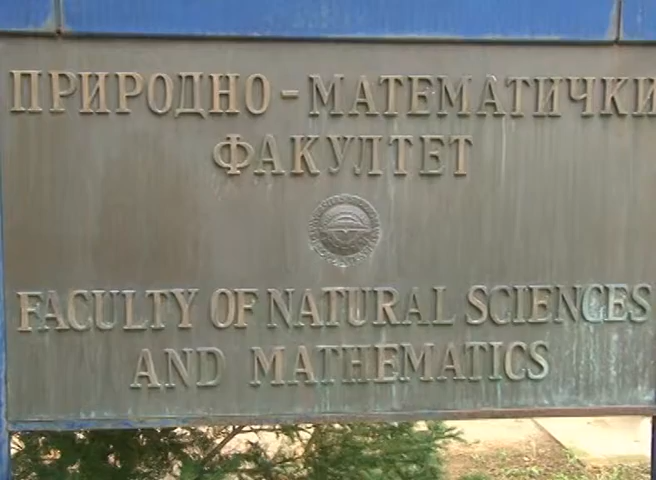 ПРИРОДНО-МАТЕМАТИЧКИ
ФАКУЛТЕТ
FACULTY OF NATURAL SCIENCES
AND MATHEMATICS